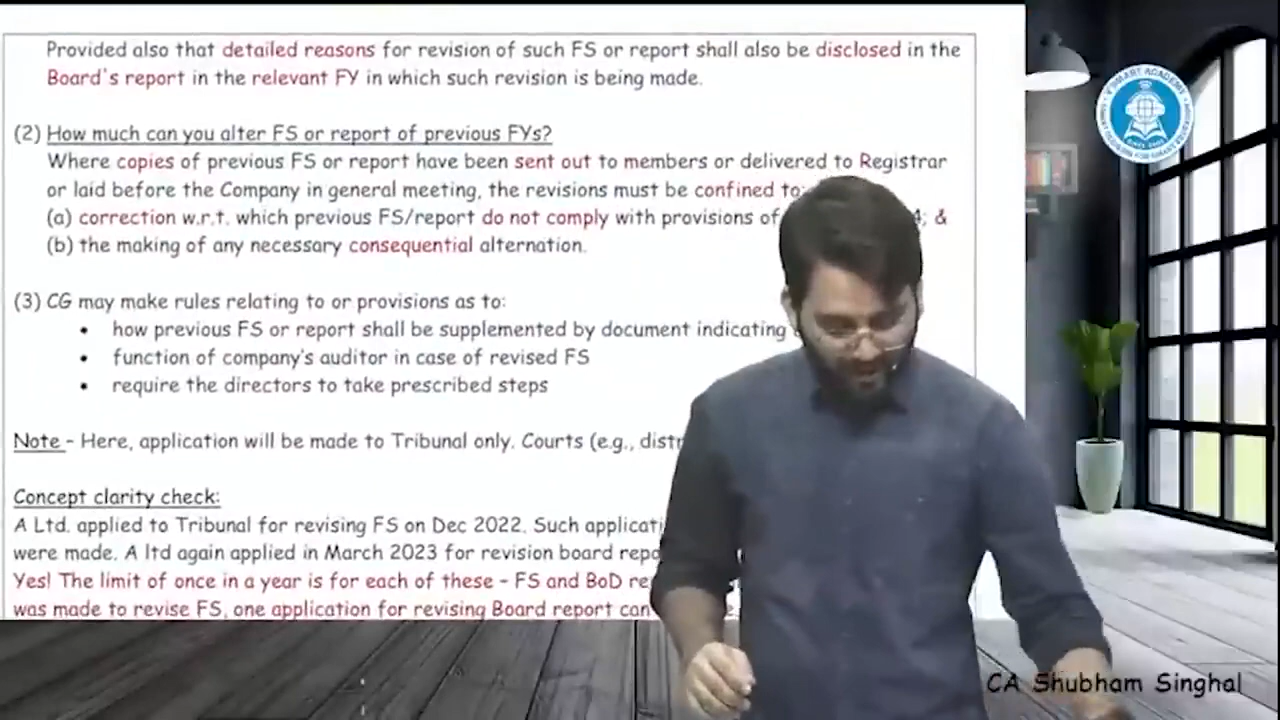 Provided also that detailed reasons for revision of such FS or report shall also be disclosed in the
Board's report in the relevant FY in which such revision is being made.
(2) How much can you alter FS or report of previous FYs?
Where copies of previous FS or report have been sent out to members or delivered to Registrar
or laid before the Company in general meeting, the revisions must be confined to:
(a) correction w.r.t. which previous FS/report do not comply with provisions of 4; &
(b) the making of any necessary consequential alternation.
(3) CG may make rules relating to or provisions as to:
• how previous FS or report shall be supplemented by document indicating
• function of company's auditor in case of revised FS
• require the directors to take prescribed steps
Note - Here, application will be made to Tribunal only. Courts (e.g.,
Concept clarity check:
A Ltd. applied to Tribunal for revising FS on Dec 2022. Such
were made. A ltd again applied in March 2023 for revision board
Yes! The limit of once in a year is for each of these - FS and BoD
was made to revise FS, one application for revising Board report can
V'SMART ACADEMY
CA Shubham Singhal